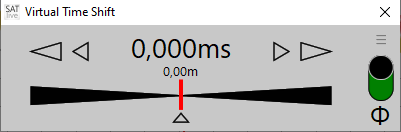 SAT
live
Virtual Time Shift
0,000ms
0,00m
Φ